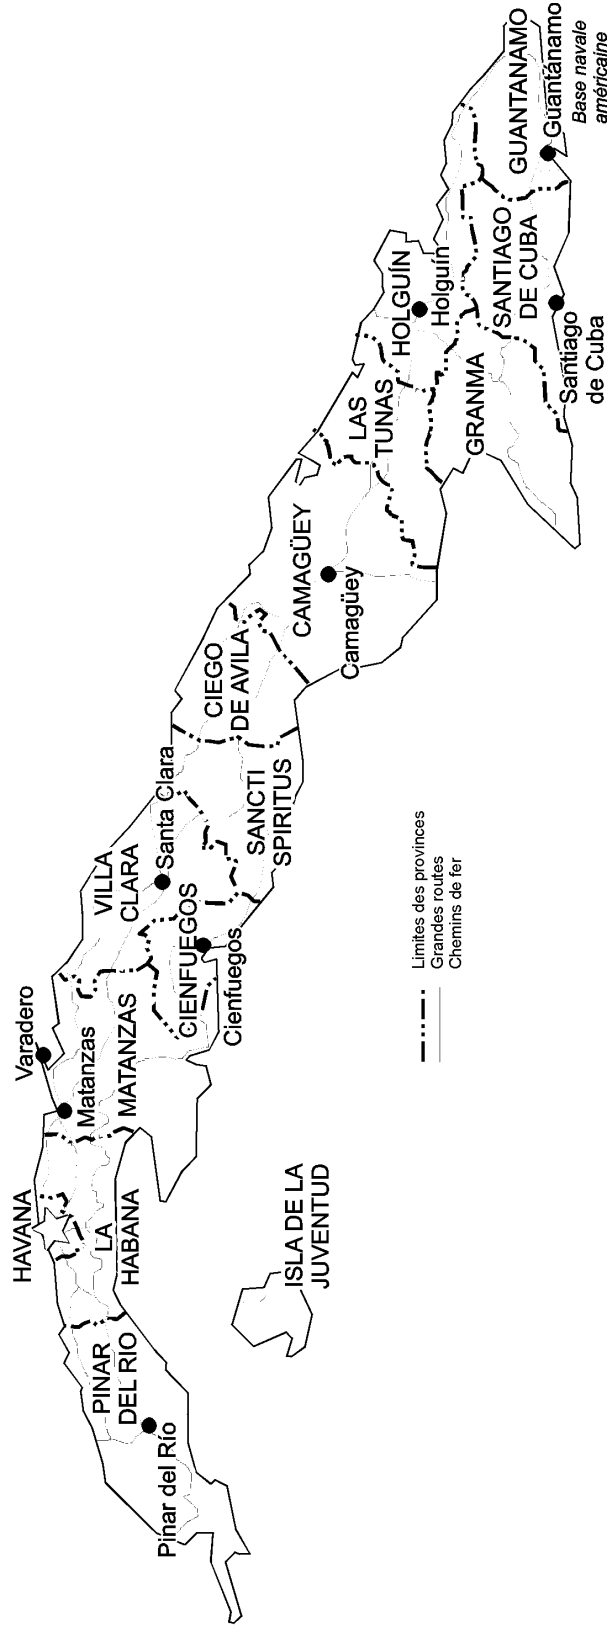 HAVANA
Varadero
Matanzas
MATANZAS
LA
HABANA
PINAR
DEL RIO
Pinar del Río
ISLA DE LA
JUVENTUD
VILLA
CLARA
Santa Clara
CIENFUEGOS
Cienfuegos
SANCTI
SPIRITUS
CIEGO
DE AVILA
CAMAGÜEY
Camagüey
LAS
TUNAS
HOLGUÍN
Holguín
GRANMA
SANTIAGO
DE CUBA
Santiago
de Cuba
GUANTANAMO
Guantánamo
Base navale
américaine
Limites des provinces
Grandes routes
Chemins de fer